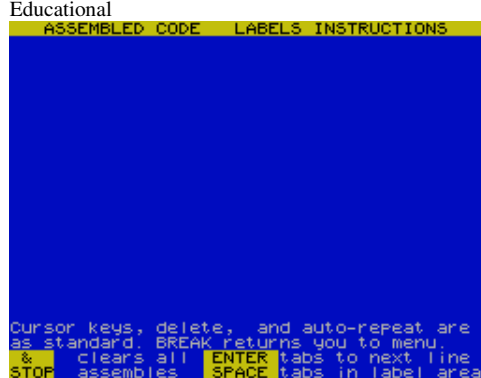 Educational
ASSEMBLED CODE LABELS INSTRUCTIONS
Cursor keys, delete, and auto-repeat are
as standard. BREAK returns you to menu.
& clears all ENTER tabs to next line
STOP assembles SPACE tabs in label area